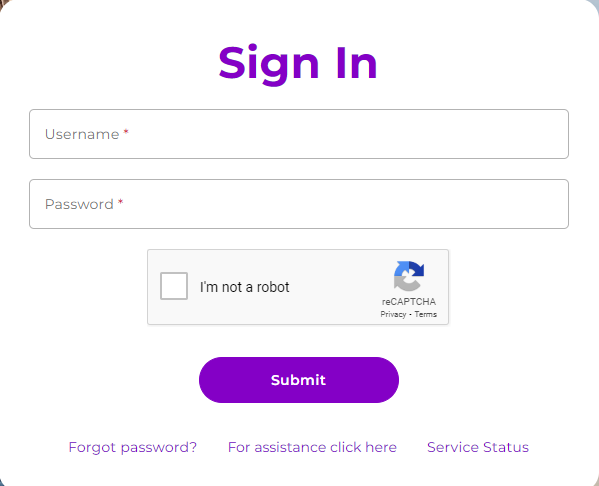 Sign In
Username *
Password *
I'm not a robot
reCAPTCHA
Privacy - Terms
Submit
Forgot password? For assistance click here Service Status